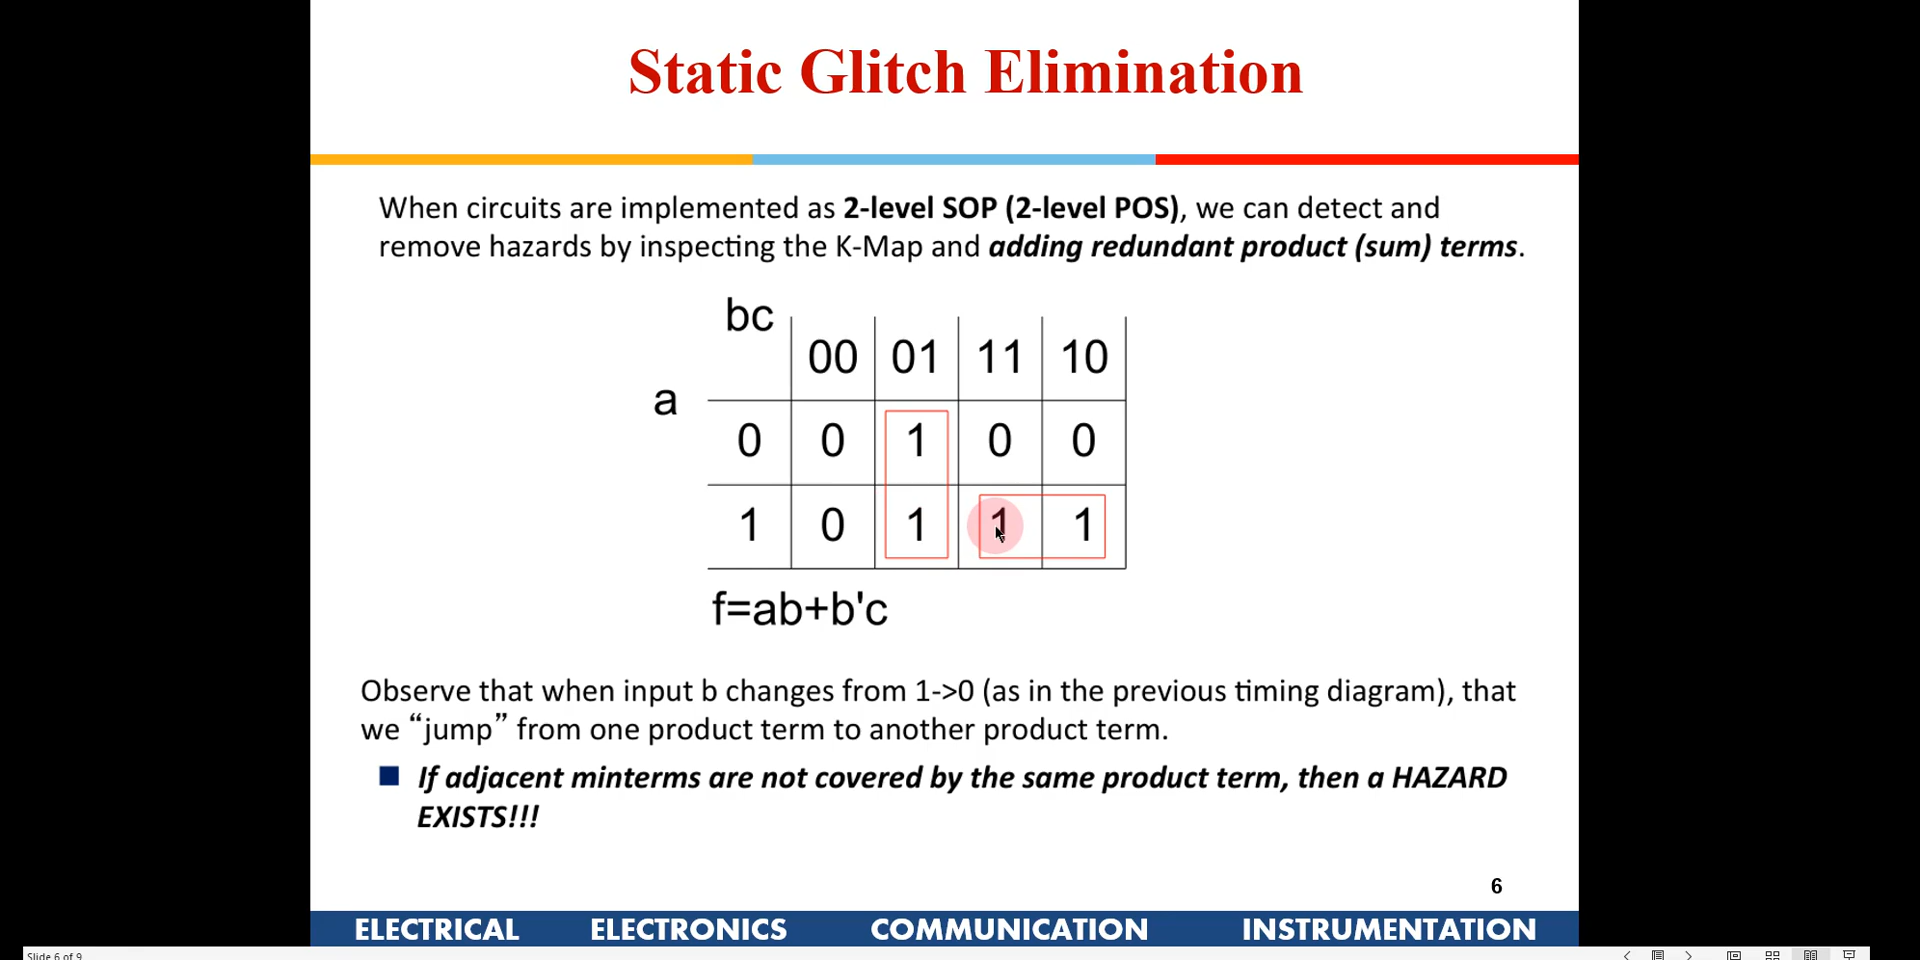 Static Glitch Elimination
When circuits are implemented as 2-level SOP (2-level POS), we can detect and
remove hazards by inspecting the K-Map and adding redundant product (sum) terms.
bc
00 01 11 10
a
0 0 1 0 0
1 0 1 1 1
f=ab+b'c
Observe that when input b changes from 1->0 (as in the previous timing diagram), that
we “jump” from one product term to another product term.
If adjacent minterms are not covered by the same product term, then a HAZARD
EXISTS!!!
6
ELECTRICAL ELECTRONICS COMMUNICATION INSTRUMENTATION
Slide 6 of 9